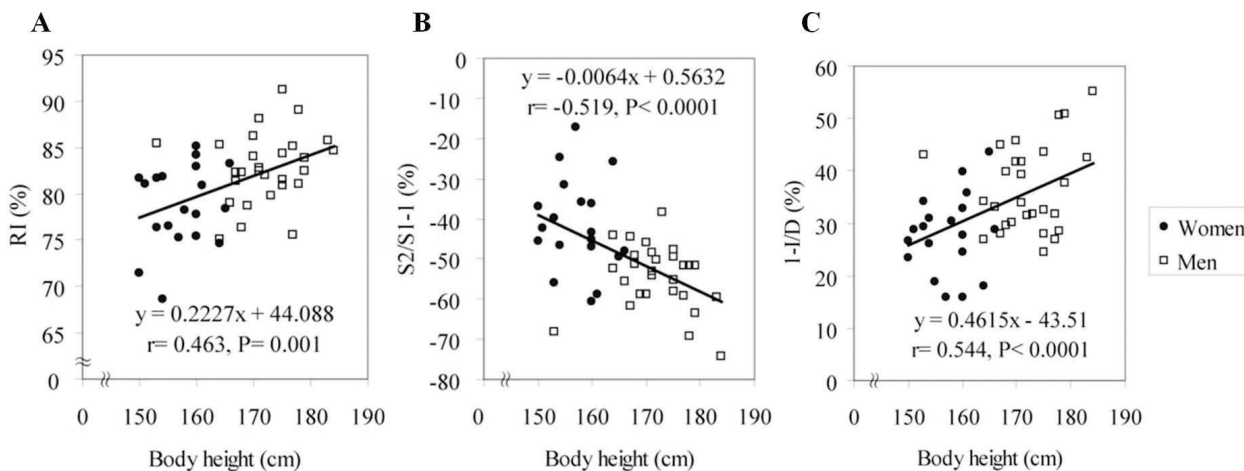 A
RI (%)
95
90
85
80
75
70
65
0
y = 0.2227x + 44.088
r= 0.463, P= 0.001
0 150 160 170 180 190
Body height (cm)
B
S2/S1-1 (%)
0
-10
-20
-30
-40
-50
-60
-70
-80
y = -0.0064x + 0.5632
r= -0.519, P< 0.0001
0 150 160 170 180 190
Body height (cm)
C
1-I/D (%)
60
50
40
30
20
10
0
y = 0.4615x - 43.51
r= 0.544, P< 0.0001
0 150 160 170 180 190
Body height (cm)
Women
Men